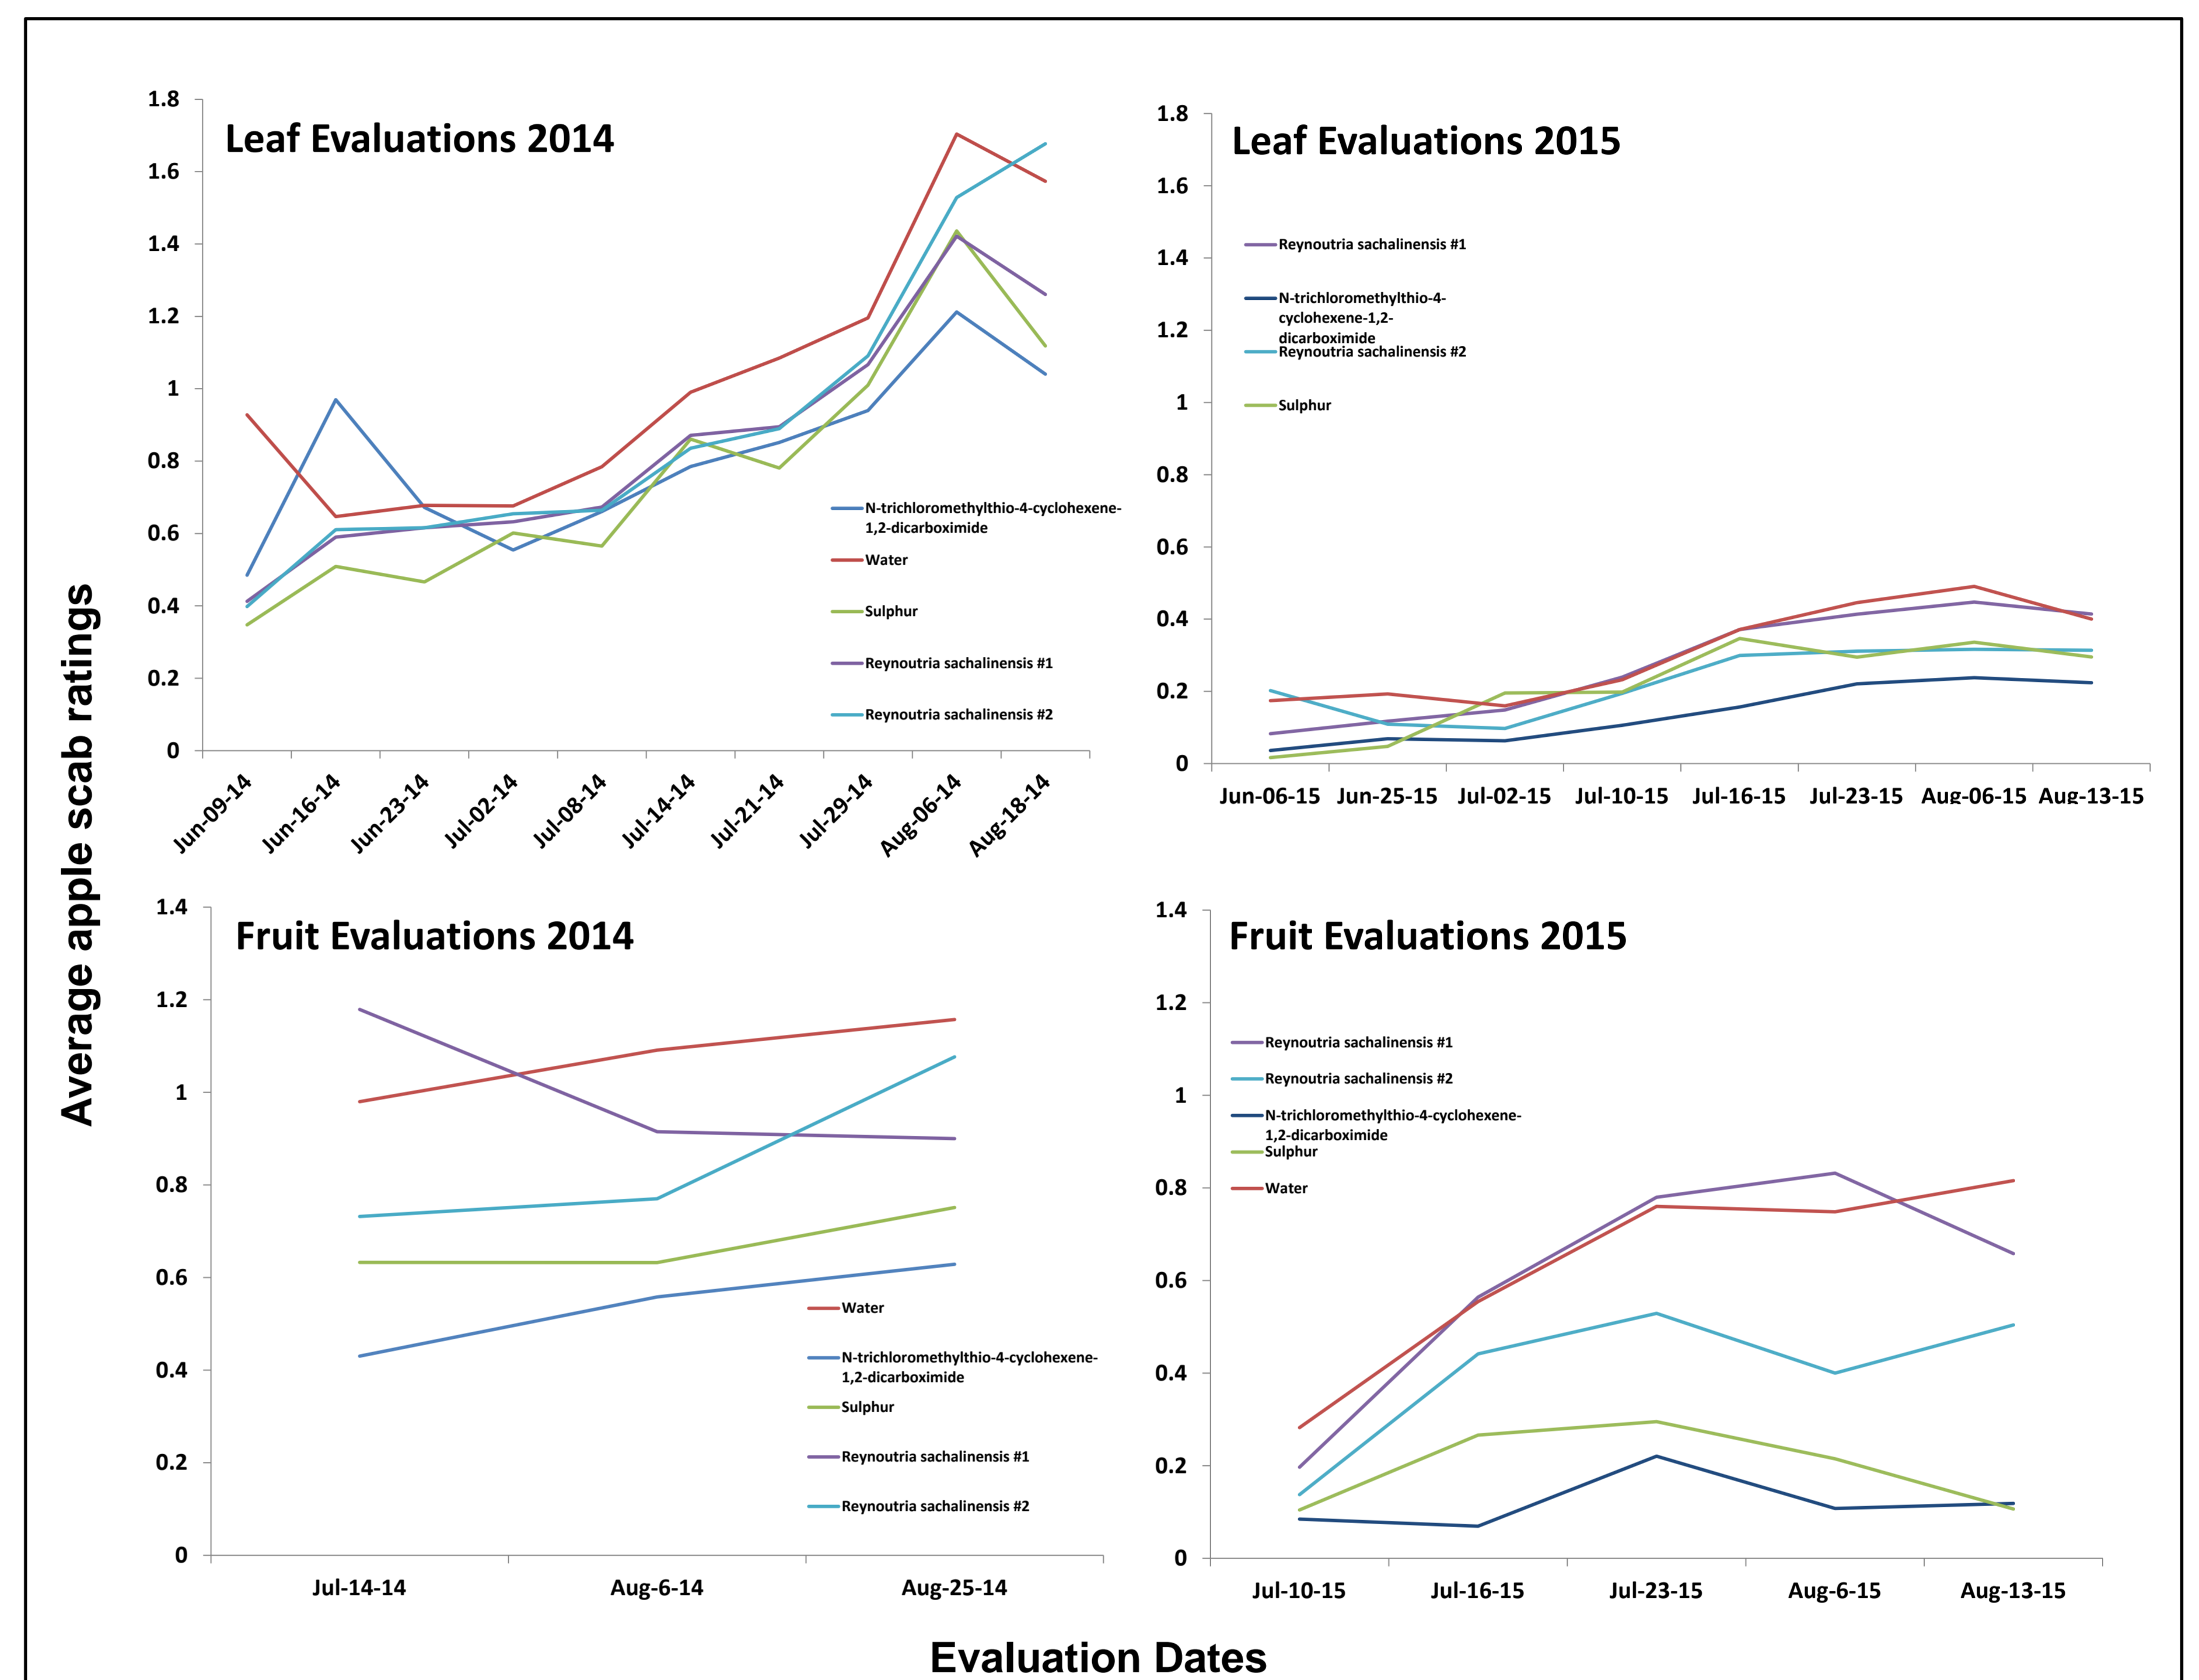 Average apple scab ratings
Leaf Evaluations 2014
1.8
1.6
1.4
1.2
1
0.8
0.6
0.4
0.2
0
N-trichloromethylthio-4-cyclohexene-
1,2-dicarboximide
Water
Sulphur
Reynoutria sachalinensis #1
Reynoutria sachalinensis #2
Jun-09-14 Jun-16-14 Jun-23-14 Jul-02-14 Jul-08-14 Jul-14-14 Jul-21-14 Jul-29-14 Aug-06-14 Aug-18-14
Leaf Evaluations 2015
1.8
1.6
1.4
1.2
1
0.8
0.6
0.4
0.2
0
Reynoutria sachalinensis #1
N-trichloromethylthio-4-
cyclohexene-1,2-
dicarboximide
Reynoutria sachalinensis #2
Sulphur
Jun-06-15 Jun-25-15 Jul-02-15 Jul-10-15 Jul-16-15 Jul-23-15 Aug-06-15 Aug-13-15
Fruit Evaluations 2014
1.4
1.2
1
0.8
0.6
0.4
0.2
0
Water
N-trichloromethylthio-4-cyclohexene-
1,2-dicarboximide
Sulphur
Reynoutria sachalinensis #1
Reynoutria sachalinensis #2
Jul-14-14 Aug-6-14 Aug-25-14
Fruit Evaluations 2015
1.4
1.2
1
0.8
0.6
0.4
0.2
0
Reynoutria sachalinensis #1
Reynoutria sachalinensis #2
N-trichloromethylthio-4-cyclohexene-
1,2-dicarboximide
Sulphur
Water
Jul-10-15 Jul-16-15 Jul-23-15 Aug-6-15 Aug-13-15
Evaluation Dates